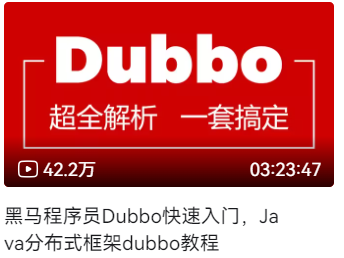 Dubbo
超全解析 一套搞定
42.2万 03:23:47
黑马程序员Dubbo快速入门，Ja
va分布式框架dubbo教程